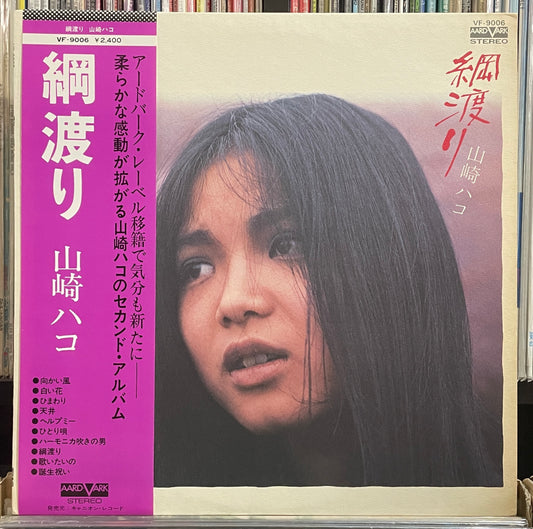 綱渡り 山崎ハコ
VF-9006 ¥2,400
綱渡り
山崎ハコ
アードバーク・レーベル移籍で気分も新たに——
柔らかな感動が拡がる山崎ハコのセカンド・アルバム
●向かい風
●白い花
●ひまわり
●天井
●ヘルプミー
●ひとり唄
●ハーモニカ吹きの男
●綱渡り
●歌いたいの
●誕生祝い
AARD VARK
STEREO
発売元:キャニオン・レコード
VF-9006
AARD VARK
STEREO
綱渡り
山崎ハコ